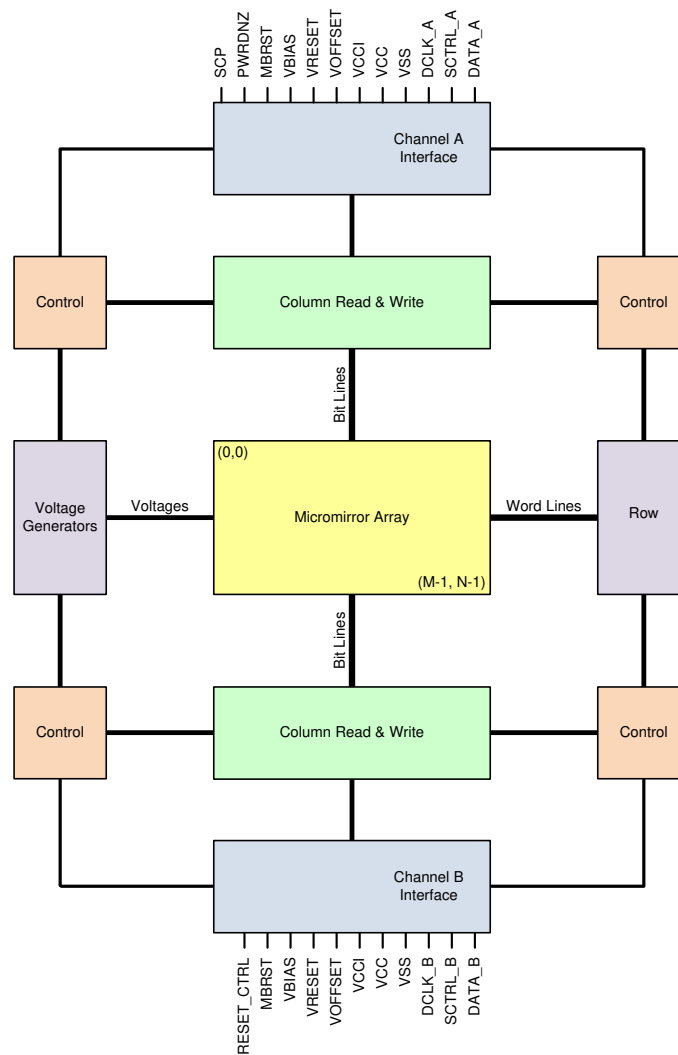 SCP
PWRDNZ
MBRST
VBIAS
VRESET
VOFFSET
VCCI
VCC
VSS
DCLK_A
SCTRL_A
DATA_A
Channel A
Interface
Control
Column Read & Write
Control
Bit Lines
(0,0)
Voltage
Generators
Voltages
Micromirror Array
Word Lines
Row
(M-1, N-1)
Bit Lines
Control
Column Read & Write
Control
Channel B
Interface
RESET_CTRL
MBRST
VBIAS
VRESET
VOFFSET
VCCI
VCC
VSS
DCLK_B
SCTRL_B
DATA_B